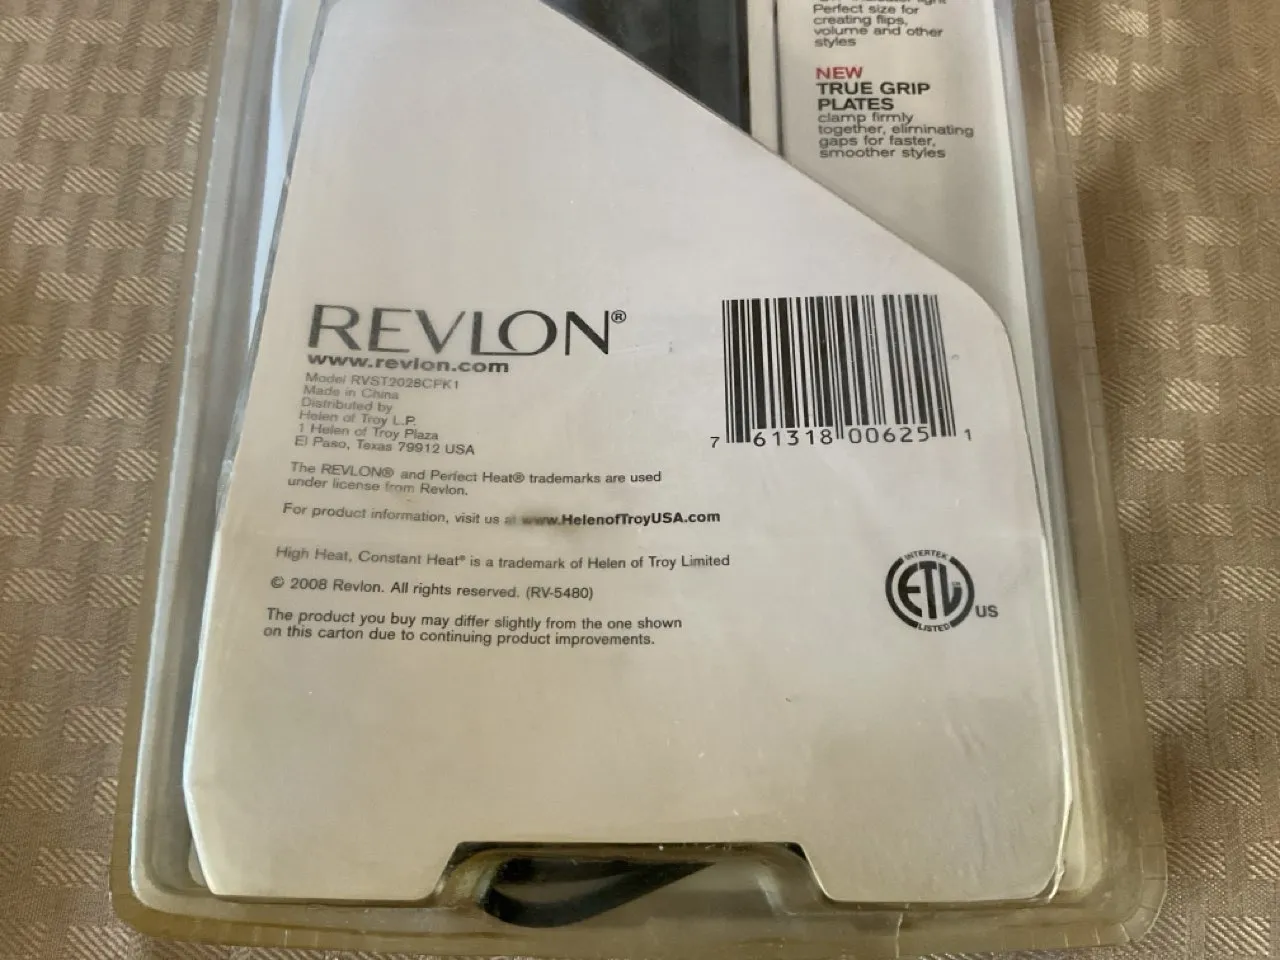 Perfect size for
creating flips,
volume and other
styles
NEW
TRUE GRIP
PLATES
clamp firmly
together, eliminating
gaps for faster,
smoother styles
REVLON®
www.revlon.com
Model RVST2028CPK1
Made in China
Distributed by
Helen of Troy L.P.
1 Helen of Troy Plaza
El Paso, Texas 79912 USA
The REVLON® and Perfect Heat® trademarks are used
under license from Revlon.
For product information, visit us at www.HelenofTroyUSA.com
High Heat, Constant Heat® is a trademark of Helen of Troy Limited
© 2008 Revlon. All rights reserved. (RV-5480)
The product you buy may differ slightly from the one shown
on this carton due to continuing product improvements.
7 61318 00625 1
INTERTEK
ETL
LISTED
US